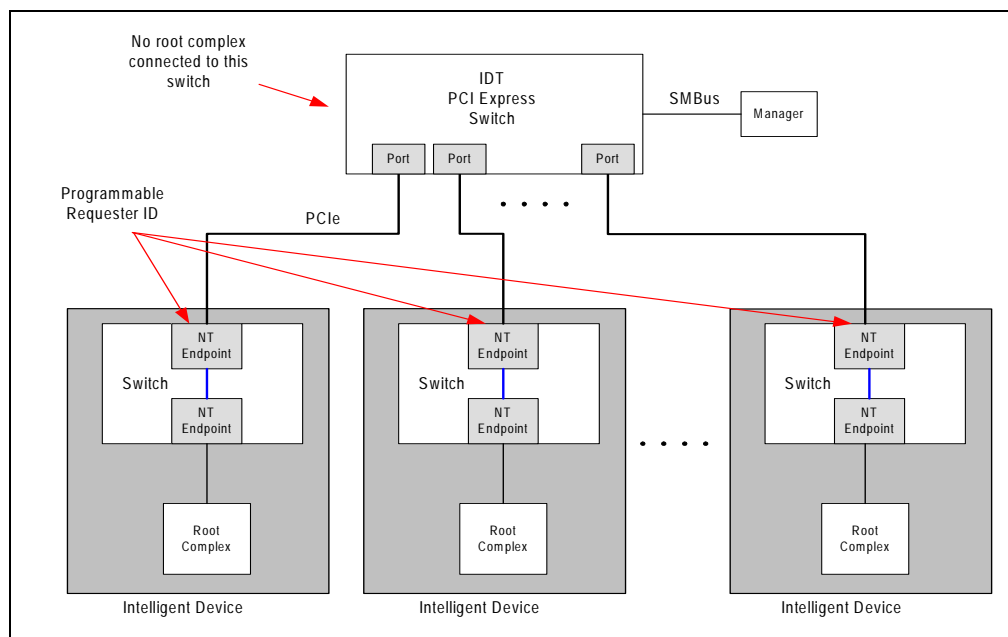 No root complex
connected to this
switch
IDT
PCI Express
Switch
SMBus
Manager
Port
Port
Port
Programmable
Requester ID
PCIe
NT
Endpoint
Switch
NT
Endpoint
Root
Complex
Intelligent Device
NT
Endpoint
Switch
NT
Endpoint
Root
Complex
Intelligent Device
NT
Endpoint
Switch
NT
Endpoint
Root
Complex
Intelligent Device